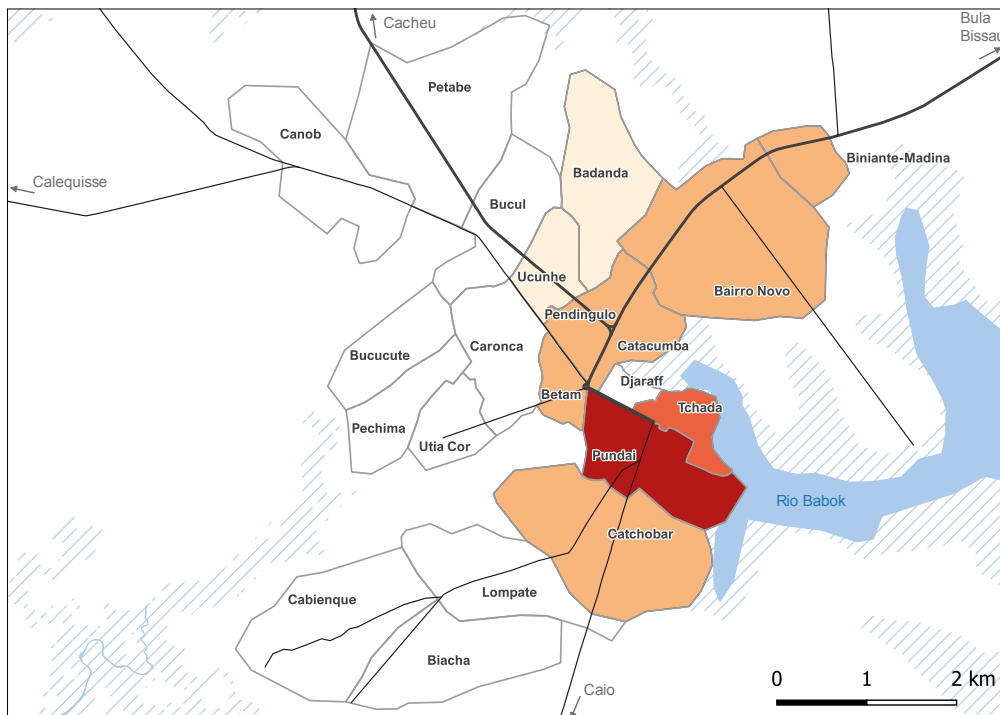 Cacheu
Bula
Bissau
Petabe
Canob
Biniante-Madina
Badanda
Calequisse
Bucul
Ucunhe
Bairro Novo
Pendingulo
Catacumba
Caronca
Bucucute
Djaraff
Betam
Tchada
Pechima
Utia Cor
Pundai
Rio Babok
Catchobar
Lompate
Cabienque
Biacha
Caio
0 1 2 km